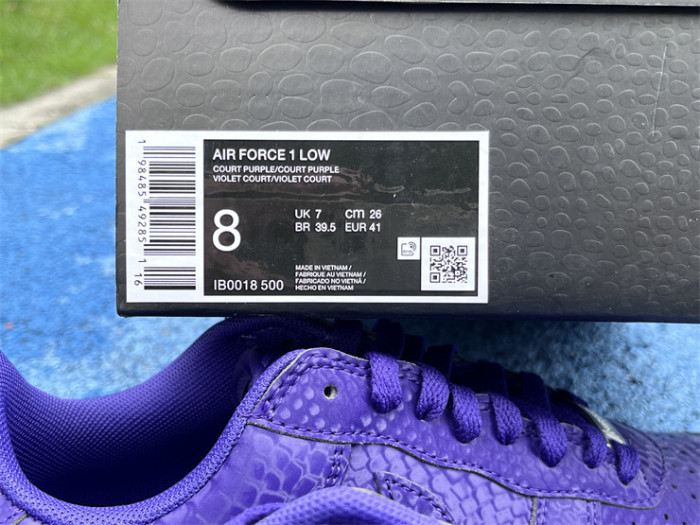 AIR FORCE 1 LOW
COURT PURPLE/COURT PURPLE
VIOLET COURT/VIOLET COURT
8
UK 7 cm 26
BR 39.5 EUR 41
MADE IN VIETNAM /
FABRIQUE AU VIETNAM /
FABRICADO NO VIETNÃ /
HECHO EN VIETNAM
IB0018 500
1 98485 49285 1 16